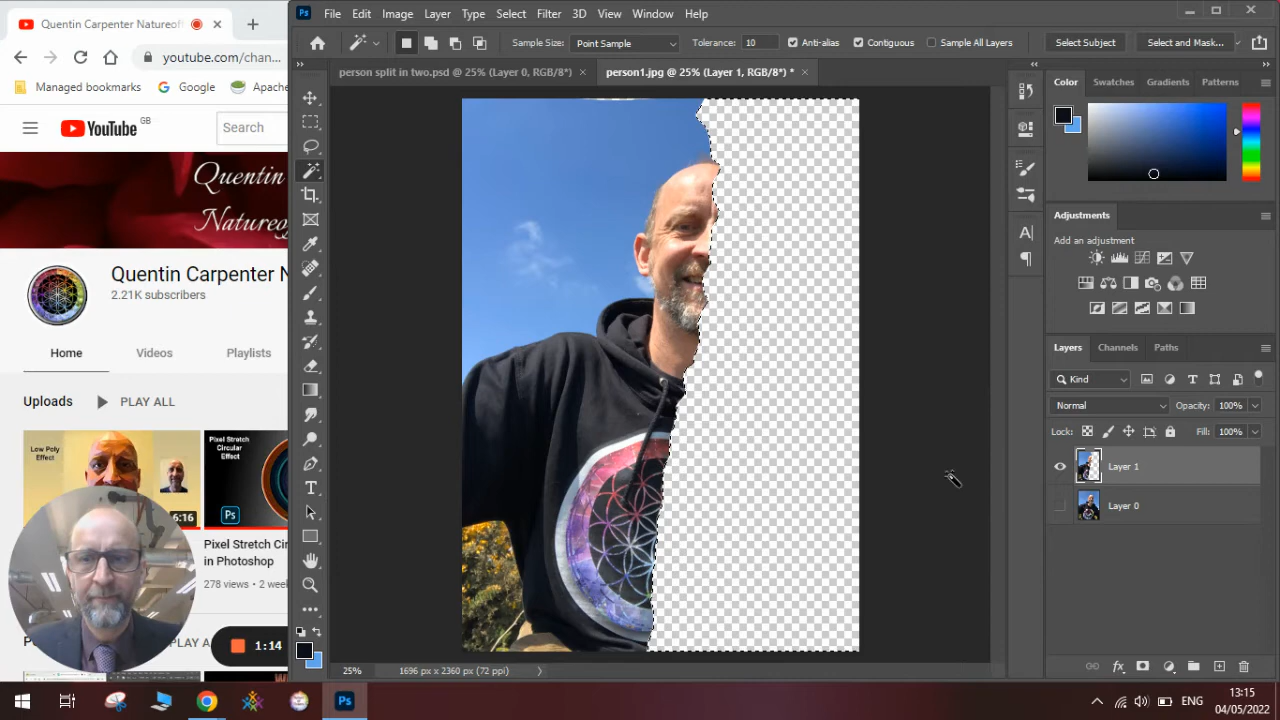 Quentin Carpenter Natureof
Ps
File Edit Image Layer Type Select Filter 3D View Window Help
youtube.com/chan...
Sample Size: Point Sample Tolerance: 10 Anti-alias Contiguous Sample All Layers Select Subject Select and Mask...
Managed bookmarks Google Apache
person split in two.psd @ 25% (Layer 0, RGB/8*) × person1.jpg @ 25% (Layer 1, RGB/8*) * ×
Color Swatches Gradients Patterns
YouTube GB
Search
Quentin
Natureo
Adjustments
Add an adjustment
Quentin Carpenter N
2.21K subscribers
Home Videos Playlists
Layers Channels Paths
Kind
Normal Opacity: 100%
Lock: Fill: 100%
Uploads PLAY ALL
Low Poly
Effect
Pixel Stretch
Circular
Effect
Ps
6:16
Layer 1
Layer 0
Pixel Stretch Cir
in Photoshop
278 views • 2 week
P
1:14
AY A
25% 1696 px x 2360 px (72 ppi)
Ps
ENG
13:15
04/05/2022